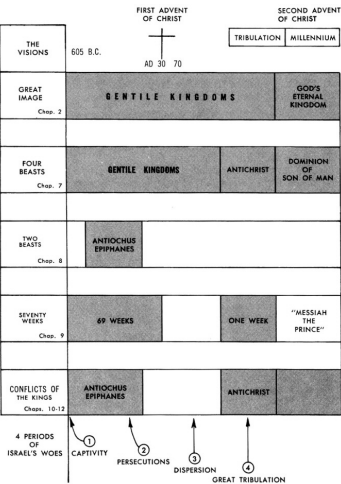 FIRST ADVENT
OF CHRIST
SECOND ADVENT
OF CHRIST
THE
VISIONS
605 B.C.
AD 30 70
TRIBULATION
MILLENNIUM
GREAT
IMAGE
Chap. 2
GENTILE KINGDOMS
GOD'S
ETERNAL
KINGDOM
FOUR
BEASTS
Chap. 7
GENTILE KINGDOMS
ANTICHRIST
DOMINION
OF
SON OF MAN
TWO
BEASTS
Chap. 8
ANTIOCHUS
EPIPHANES
SEVENTY
WEEKS
Chap. 9
69 WEEKS
ONE WEEK
"MESSIAH
THE
PRINCE"
CONFLICTS OF
THE KINGS
Chaps. 10-12
ANTIOCHUS
EPIPHANES
ANTICHRIST
4 PERIODS
OF
ISRAEL'S WOES
1
CAPTIVITY
2
PERSECUTIONS
3
DISPERSION
4
GREAT TRIBULATION